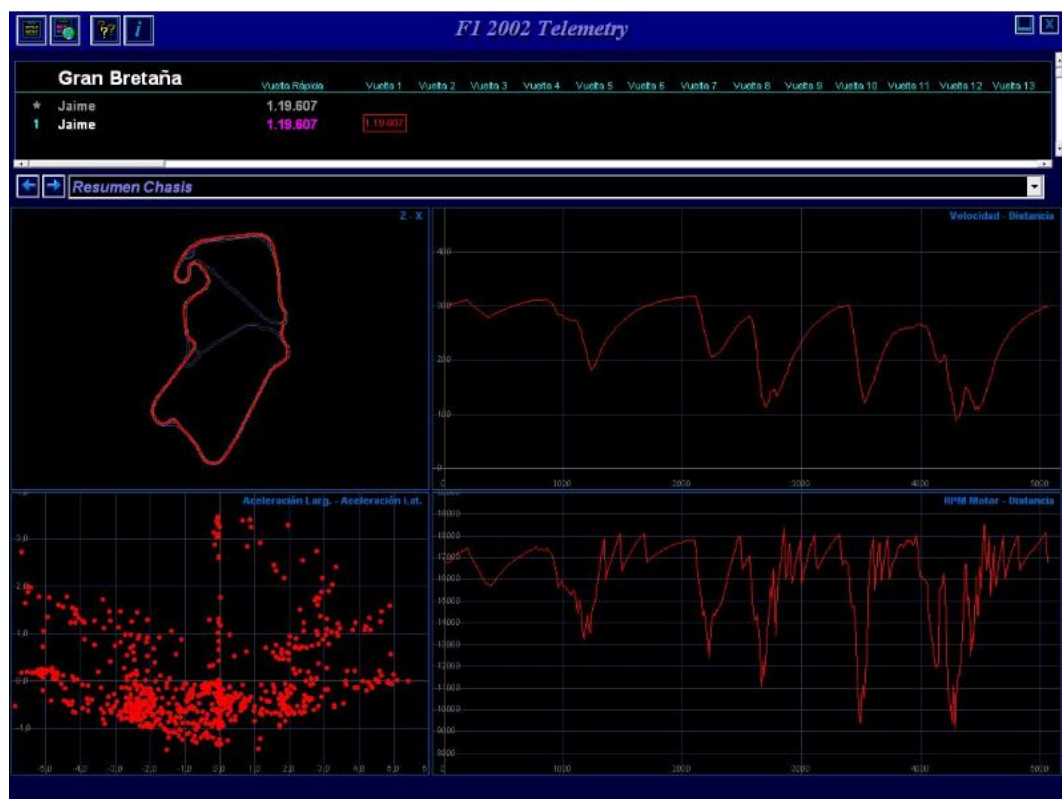 F1 2002 Telemetry
Gran Bretaña Vuelta Rápida Vuelta 1 Vuelta 2 Vuelta 3 Vuelta 4 Vuelta 5 Vuelta 6 Vuelta 7 Vuelta 8 Vuelta 9 Vuelta 10 Vuelta 11 Vuelta 12 Vuelta 13
* Jaime 1.19.607
1 Jaime 1.19.607 1.19.607
Resumen Chasis
Z - X
Velocidad - Distancia
300
200
0 1000 2000 3000 4000 5000
Aceleración Larg. - Aceleración Lat.
3,0
2,0
1,0
0,0
-1,0
-4,0 -3,0 -2,0 -1,0 0,0 1,0 2,0 3,0 4,0 5,0
RPM Motor - Distancia
18000
17000
16000
15000
14000
13000
12000
11000
10000
9000
8000
0 1000 2000 3000 4000 5000